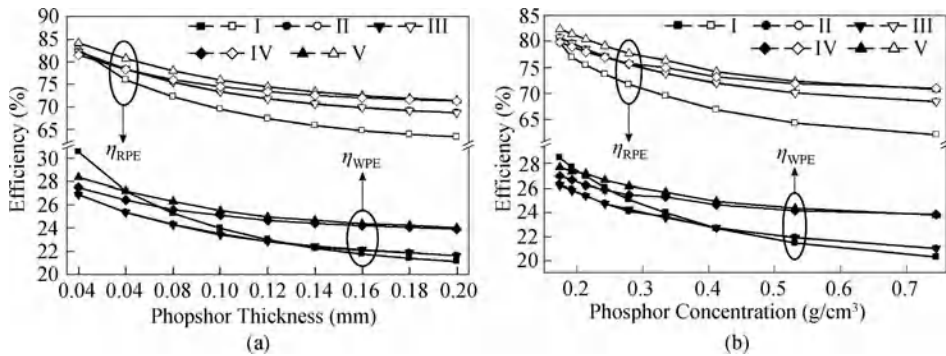 I II III
IV V
Efficiency (%)
85
80
75
70
65
30
28
26
24
22
20
ηRPE
ηWPE
0.04 0.04 0.08 0.10 0.12 0.14 0.16 0.18 0.20
Phopshor Thickness (mm)
(a)
I II III
IV V
Efficiency (%)
85
80
75
70
65
28
26
24
22
20
ηRPE
ηWPE
0.2 0.3 0.4 0.5 0.6 0.7
Phosphor Concentration (g/cm³)
(b)